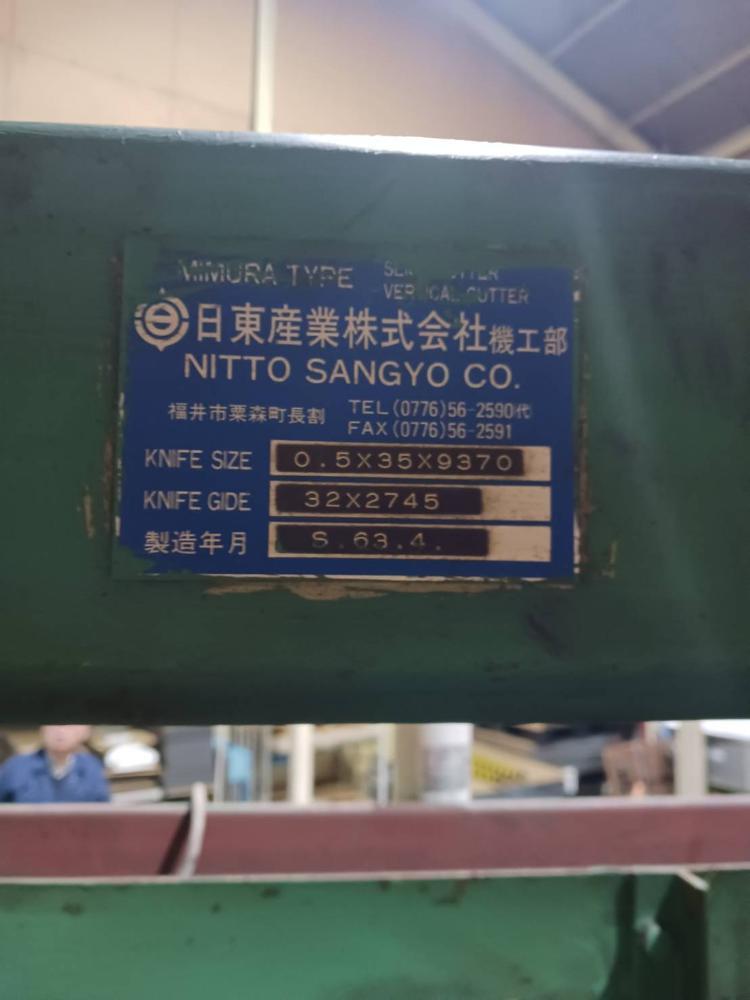 MIMURA TYPE
VERTICAL CUTTER
日東産業株式会社機工部
NITTO SANGYO CO.
福井市粟森町長割
TEL (0776)56-2590代
FAX (0776)56-2591
KNIFE SIZE 0.5X35X9370
KNIFE GIDE 32X2745
製造年月 S.63.4.